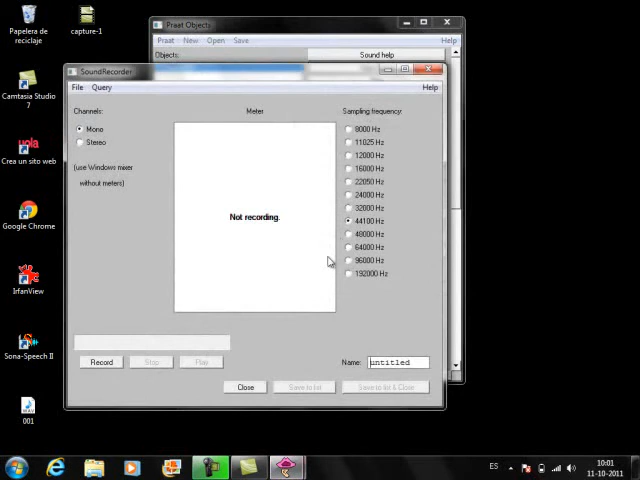 Papelera de
reciclaje
capture-1
Camtasia Studio
7
Crea un sito web
Google Chrome
IrfanView
Sona-Speech II
001
Praat Objects
Praat New Open Save Help
Objects:
Sound help
SoundRecorder
File Query Help
Channels:
Mono
Stereo
(use Windows mixer
without meters)
Meter
Not recording.
Sampling frequency:
8000 Hz
11025 Hz
12000 Hz
16000 Hz
22050 Hz
24000 Hz
32000 Hz
44100 Hz
48000 Hz
64000 Hz
96000 Hz
192000 Hz
Record Stop Play
Name: untitled
Close Save to list Save to list & Close
ES
10:01
11-10-2011